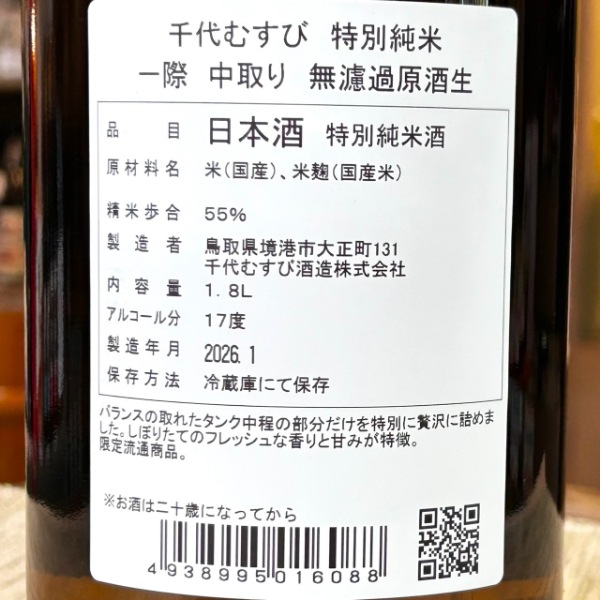 千代むすび 特別純米
一際 中取り 無濾過原酒生
品目 日本酒 特別純米酒
原材料名 米(国産)、米麹(国産米)
精米歩合 55%
製造者 鳥取県境港市大正町131
千代むすび酒造株式会社
内容量 1.8L
アルコール分 17度
製造年月 2026.1
保存方法 冷蔵庫にて保存
バランスの取れたタンク中程の部分だけを特別に贅沢に詰めま
した。しぼりたてのフレッシュな香りと甘みが特徴。
限定流通商品。
※お酒は二十歳になってから
4938995016088